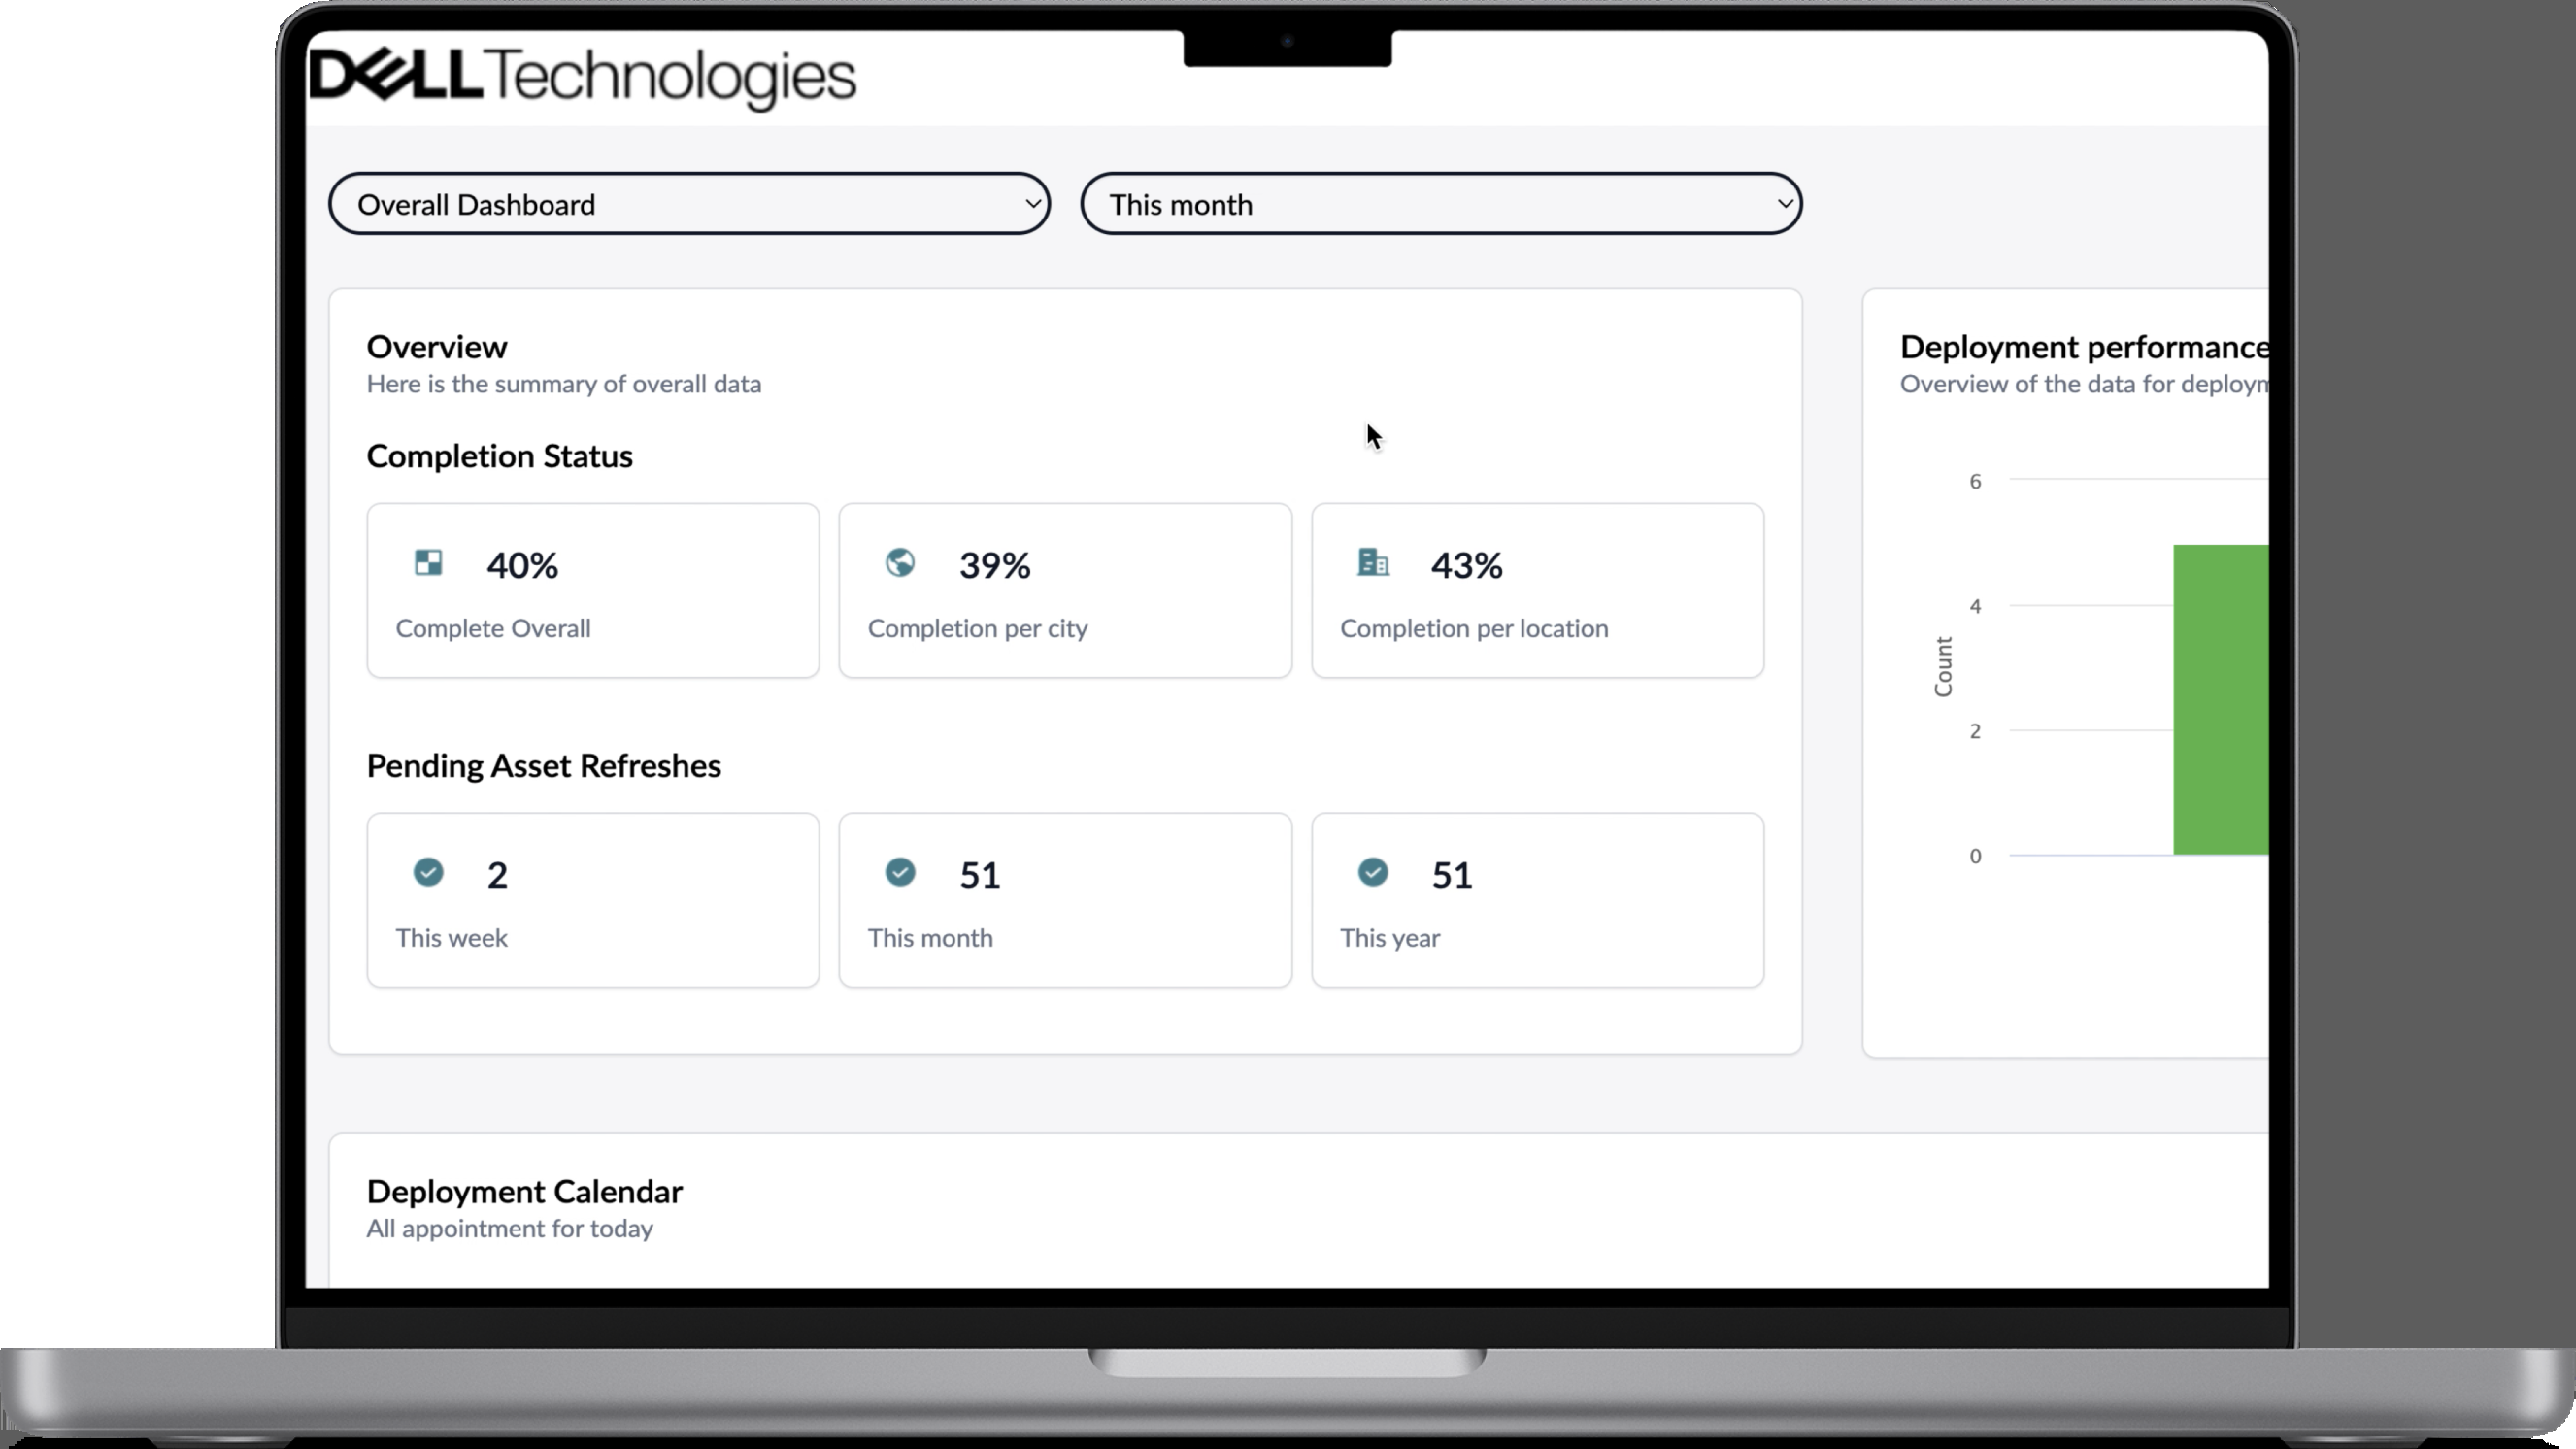 DELLTechnologies
Overall Dashboard
This month
Overview
Here is the summary of overall data
Completion Status
40%
Complete Overall
39%
Completion per city
43%
Completion per location
Pending Asset Refreshes
2
This week
51
This month
51
This year
Deployment performance
Overview of the data for deploym
6
4
2
0
Count
Deployment Calendar
All appointment for today